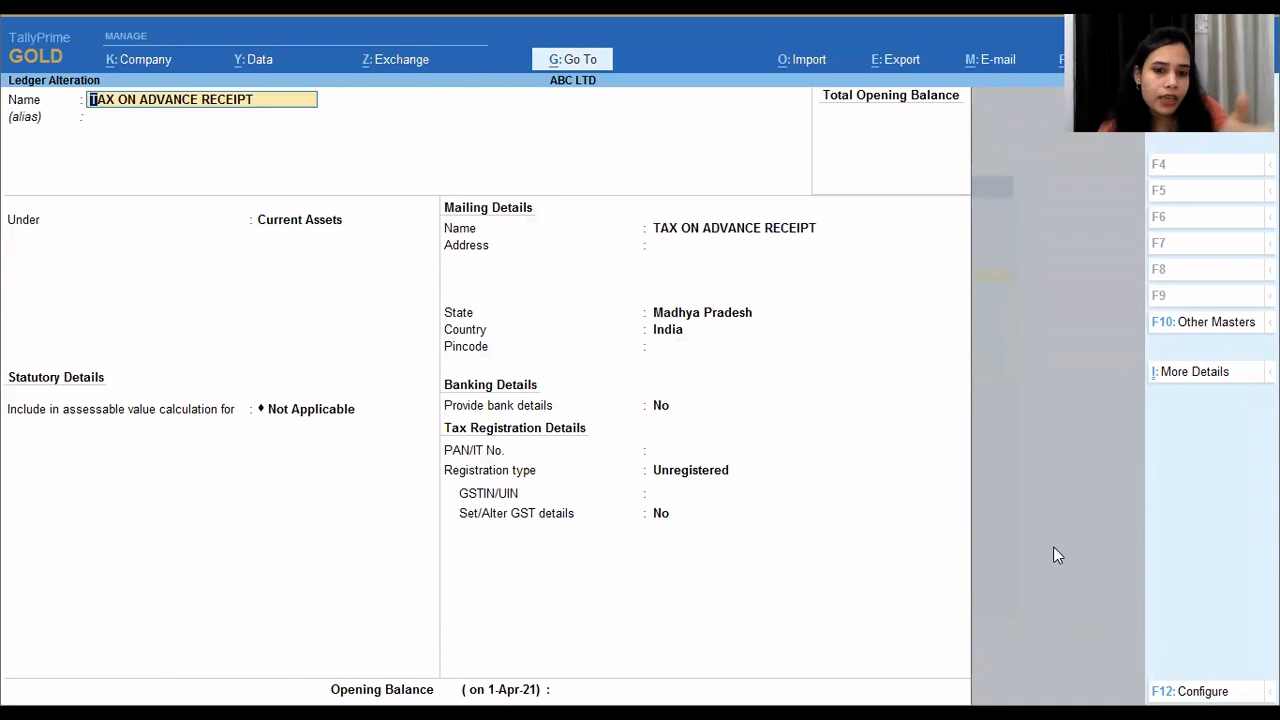 TallyPrime
GOLD
MANAGE
K: Company
Y: Data
Z: Exchange
G: Go To
O: Import
E: Export
M: E-mail
Ledger Alteration
ABC LTD
Name : TAX ON ADVANCE RECEIPT
(alias) :
Total Opening Balance
Under : Current Assets
Mailing Details
Name : TAX ON ADVANCE RECEIPT
Address :
State : Madhya Pradesh
Country : India
Pincode :
Statutory Details
Include in assessable value calculation for : ♦ Not Applicable
Banking Details
Provide bank details : No
Tax Registration Details
PAN/IT No. :
Registration type : Unregistered
GSTIN/UIN :
Set/Alter GST details : No
Opening Balance ( on 1-Apr-21) :
F4
F5
F6
F7
F8
F9
F10: Other Masters
I: More Details
F12: Configure